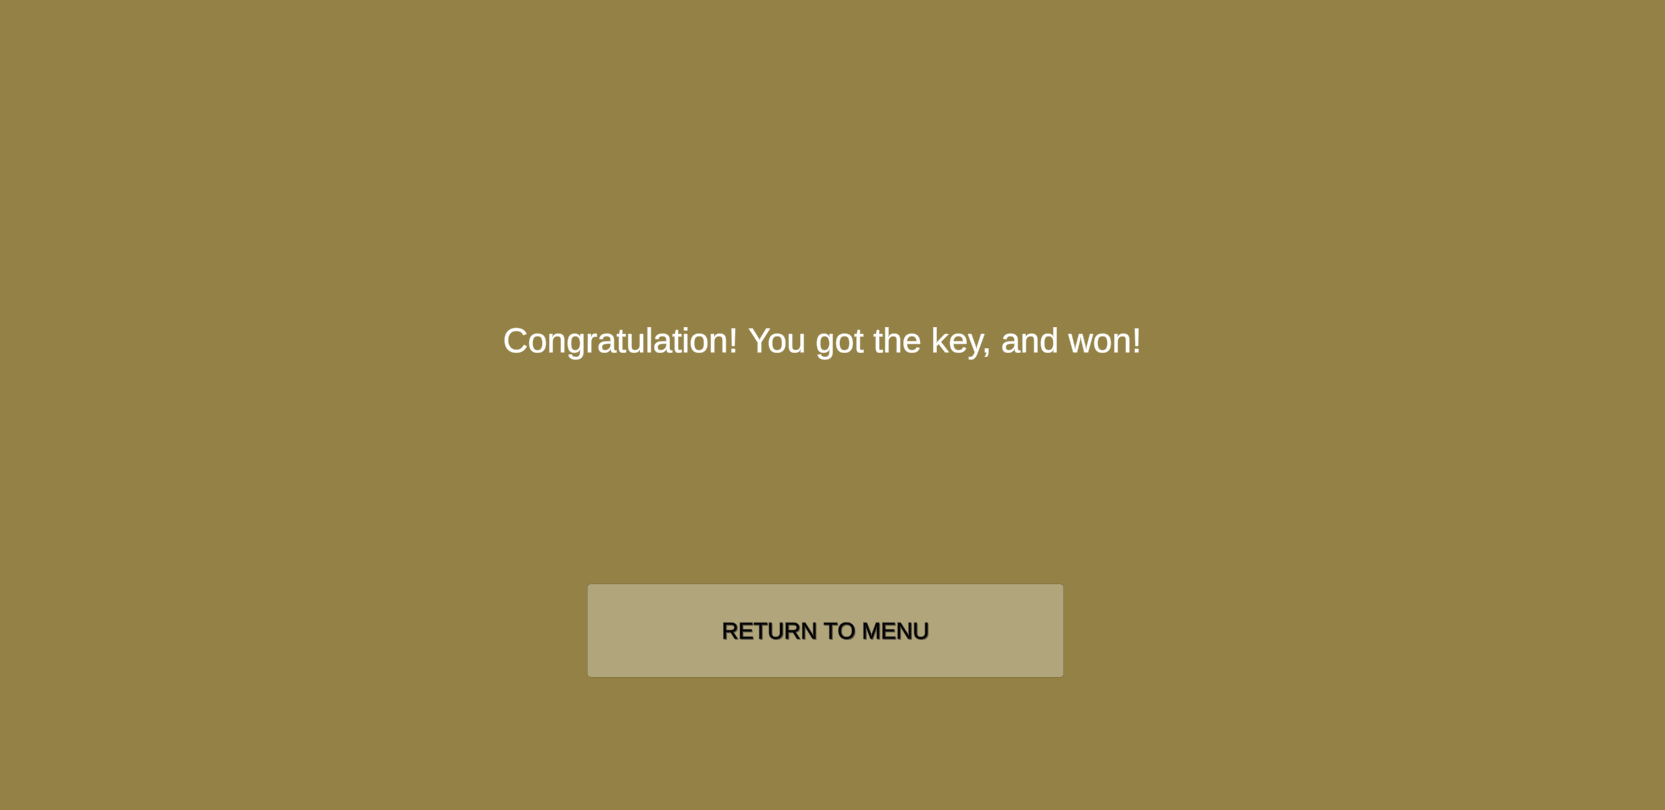 Congratulation! You got the key, and won!
RETURN TO MENU